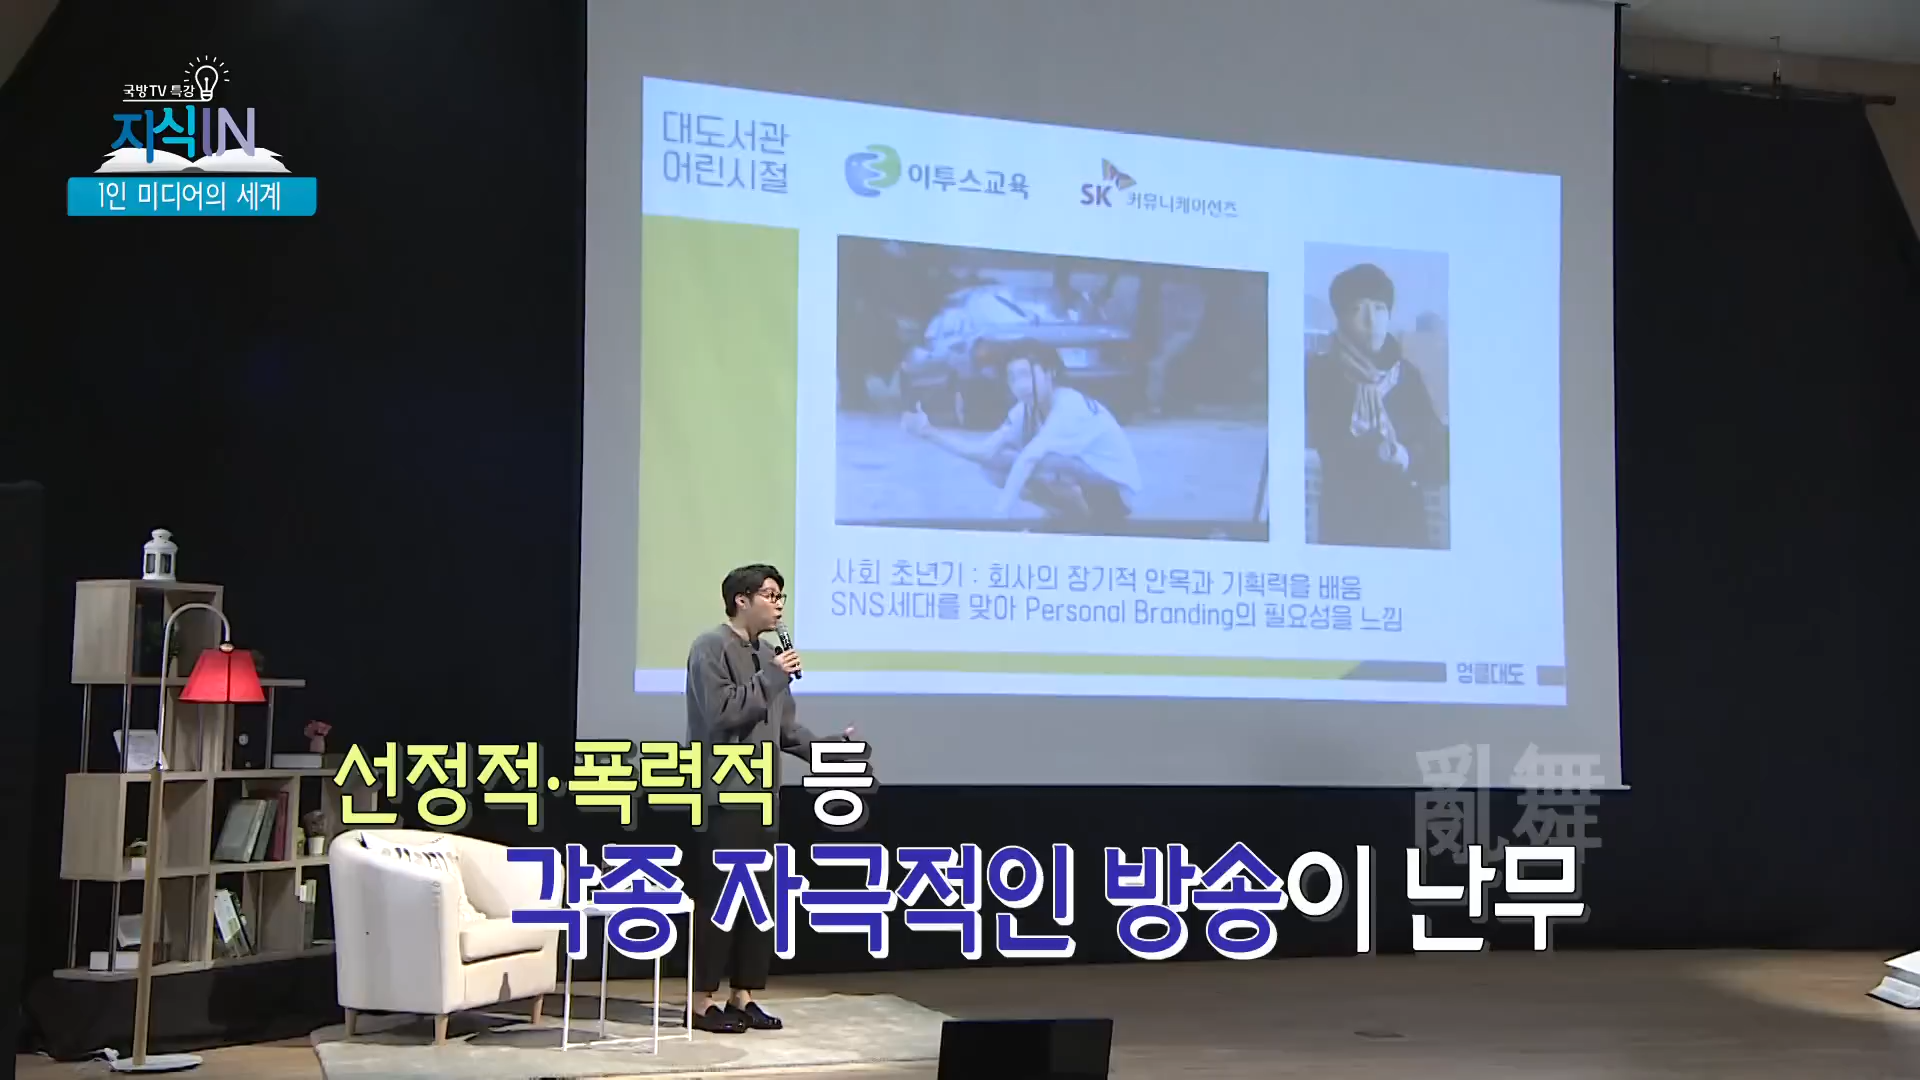 국방TV 특강
지식IN
1인 미디어의 세계
대도서관
어린시절
이투스교육
SK 커뮤니케이션즈
사회 초년기 : 회사의 장기적 안목과 기획력을 배움
SNS세대를 맞아 Personal Branding의 필요성을 느낌
영클대도
선정적·폭력적 등
亂舞
각종 자극적인 방송이 난무